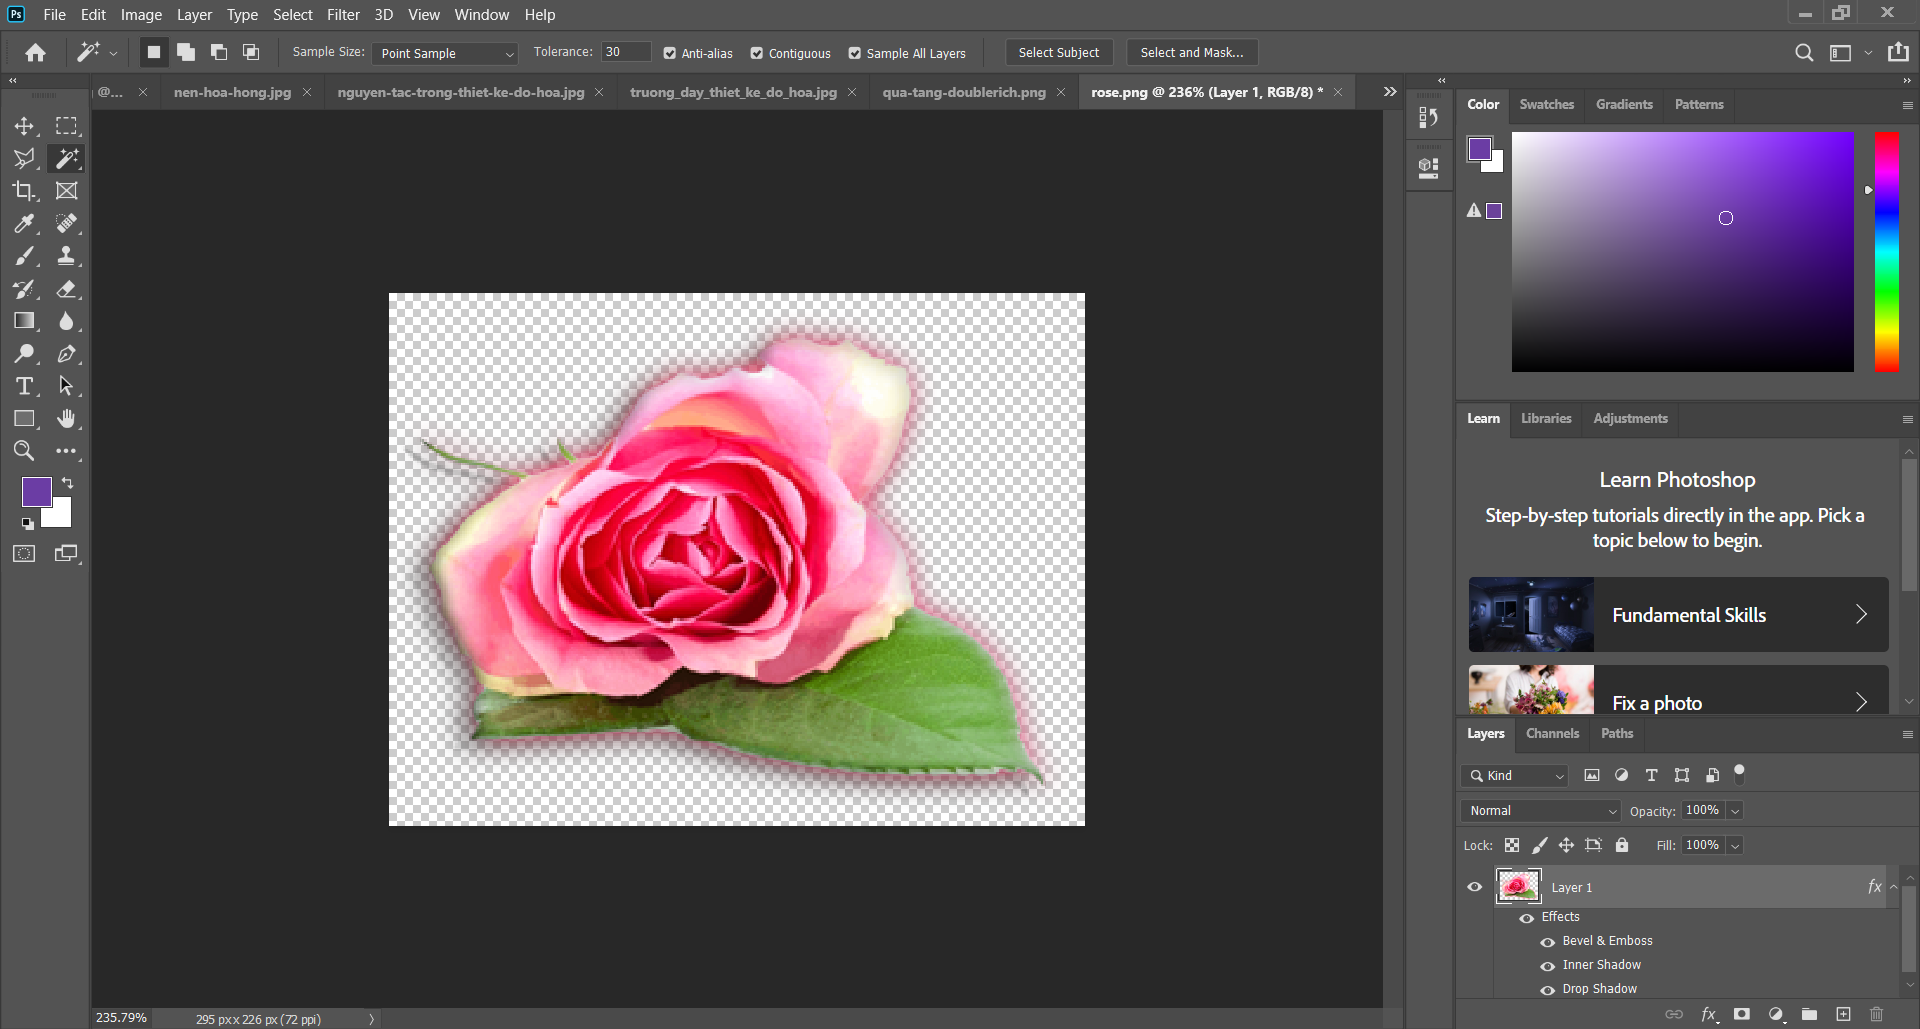 Ps File Edit Image Layer Type Select Filter 3D View Window Help
Sample Size: Point Sample Tolerance: 30 Anti-alias Contiguous Sample All Layers Select Subject Select and Mask...
@... nen-hoa-hong.jpg nguyen-tac-trong-thiet-ke-do-hoa.jpg truong_day_thiet_ke_do_hoa.jpg qua-tang-doublerich.png rose.png @ 236% (Layer 1, RGB/8) *
Color Swatches Gradients Patterns
Learn Libraries Adjustments
Learn Photoshop
Step-by-step tutorials directly in the app. Pick a
topic below to begin.
Fundamental Skills
Fix a photo
Layers Channels Paths
Kind
Normal Opacity: 100%
Lock: Fill: 100%
Layer 1 fx
Effects
Bevel & Emboss
Inner Shadow
Drop Shadow
fx
235.79% 295 px x 226 px (72 ppi)